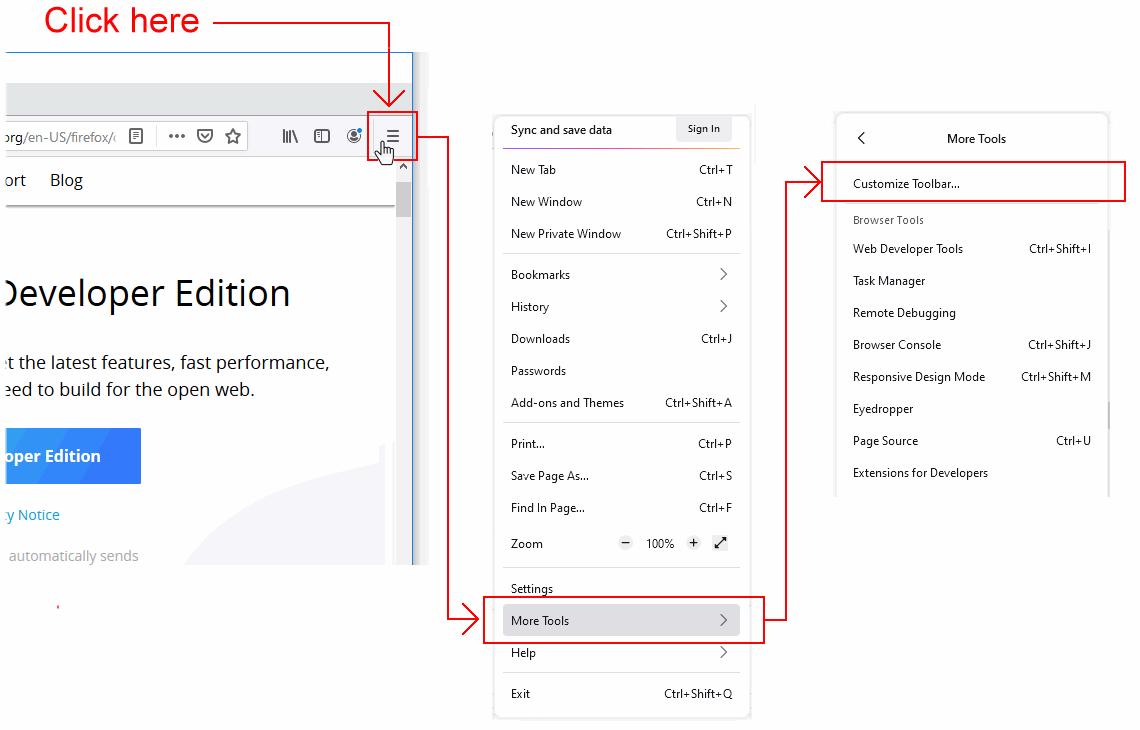 Click here
org/en-US/firefox/
ort Blog
Developer Edition
et the latest features, fast performance,
eed to build for the open web.
oper Edition
cy Notice
automatically sends
Sync and save data Sign In
New Tab Ctrl+T
New Window Ctrl+N
New Private Window Ctrl+Shift+P
Bookmarks
History
Downloads Ctrl+J
Passwords
Add-ons and Themes Ctrl+Shift+A
Print... Ctrl+P
Save Page As... Ctrl+S
Find In Page... Ctrl+F
Zoom − 100% +
Settings
More Tools
Help
Exit Ctrl+Shift+Q
More Tools
Customize Toolbar...
Browser Tools
Web Developer Tools Ctrl+Shift+I
Task Manager
Remote Debugging
Browser Console Ctrl+Shift+J
Responsive Design Mode Ctrl+Shift+M
Eyedropper
Page Source Ctrl+U
Extensions for Developers